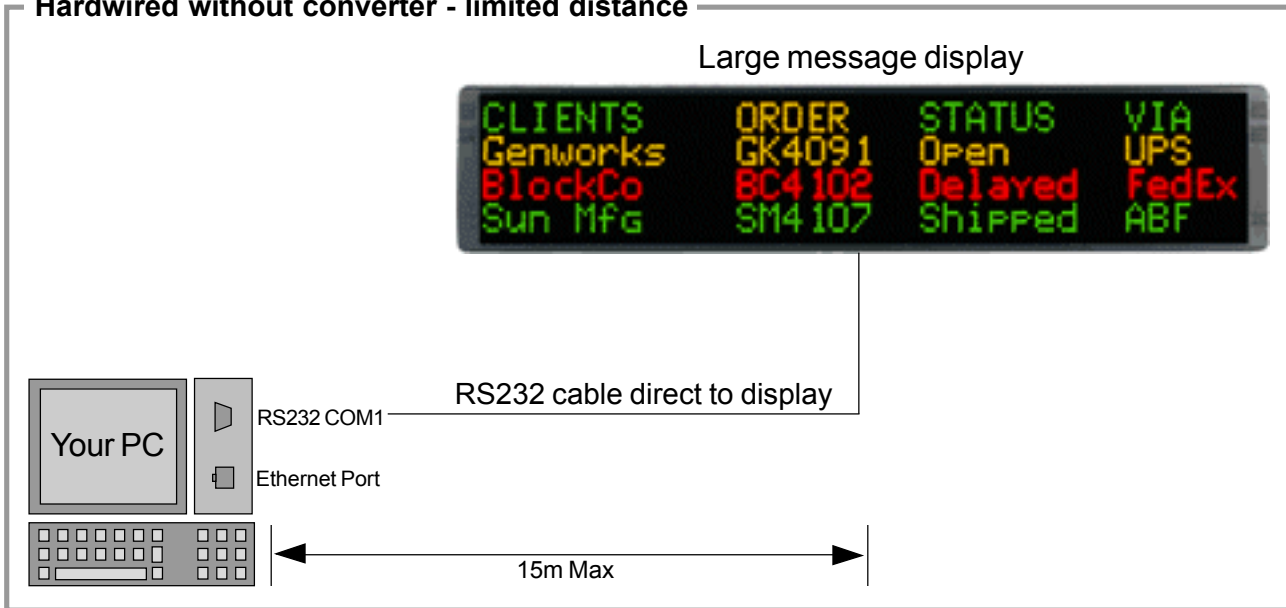 Hardwired without converter - limited distance
Large message display
CLIENTS ORDER STATUS VIA
Genworks GK4091 Open UPS
BlockCo BC4102 Delayed FedEx
Sun Mfg SM4107 Shipped ABF
RS232 cable direct to display
RS232 COM1
Your PC
Ethernet Port
15m Max